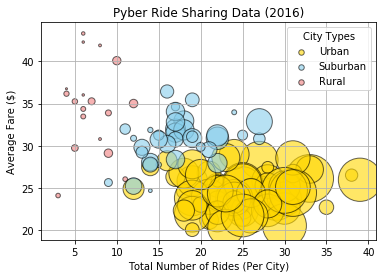 Pyber Ride Sharing Data (2016)
City Types
Urban
Suburban
Rural
Average Fare ($)
40
35
30
25
20
5 10 15 20 25 30 35 40
Total Number of Rides (Per City)